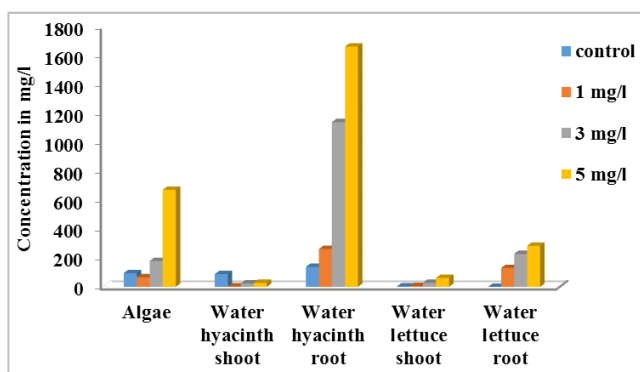 1800
1600
1400
1200
1000
800
600
400
200
0
Concentration in mg/l
Algae
Water hyacinth shoot
Water hyacinth root
Water lettuce shoot
Water lettuce root
control
1 mg/l
3 mg/l
5 mg/l